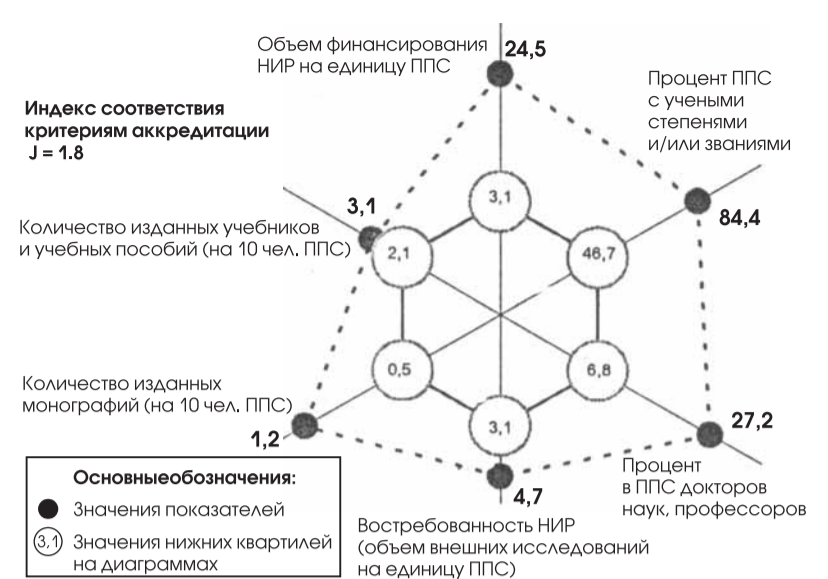 Объем финансирования
НИР на единицу ППС
24,5
Процент ППС
с учеными
степенями
и/или званиями
84,4
Индекс соответствия
критериям аккредитации
J = 1.8
3,1
Количество изданных учебников
и учебных пособий (на 10 чел. ППС)
3,1
2,1
46,7
0,5
6,8
3,1
Количество изданных
монографий (на 10 чел. ППС)
1,2
27,2
Процент
в ППС докторов
наук, профессоров
4,7
Востребованность НИР
(объем внешних исследований
на единицу ППС)
Основныеобозначения:
Значения показателей
3,1
Значения нижних квартилей
на диаграммах